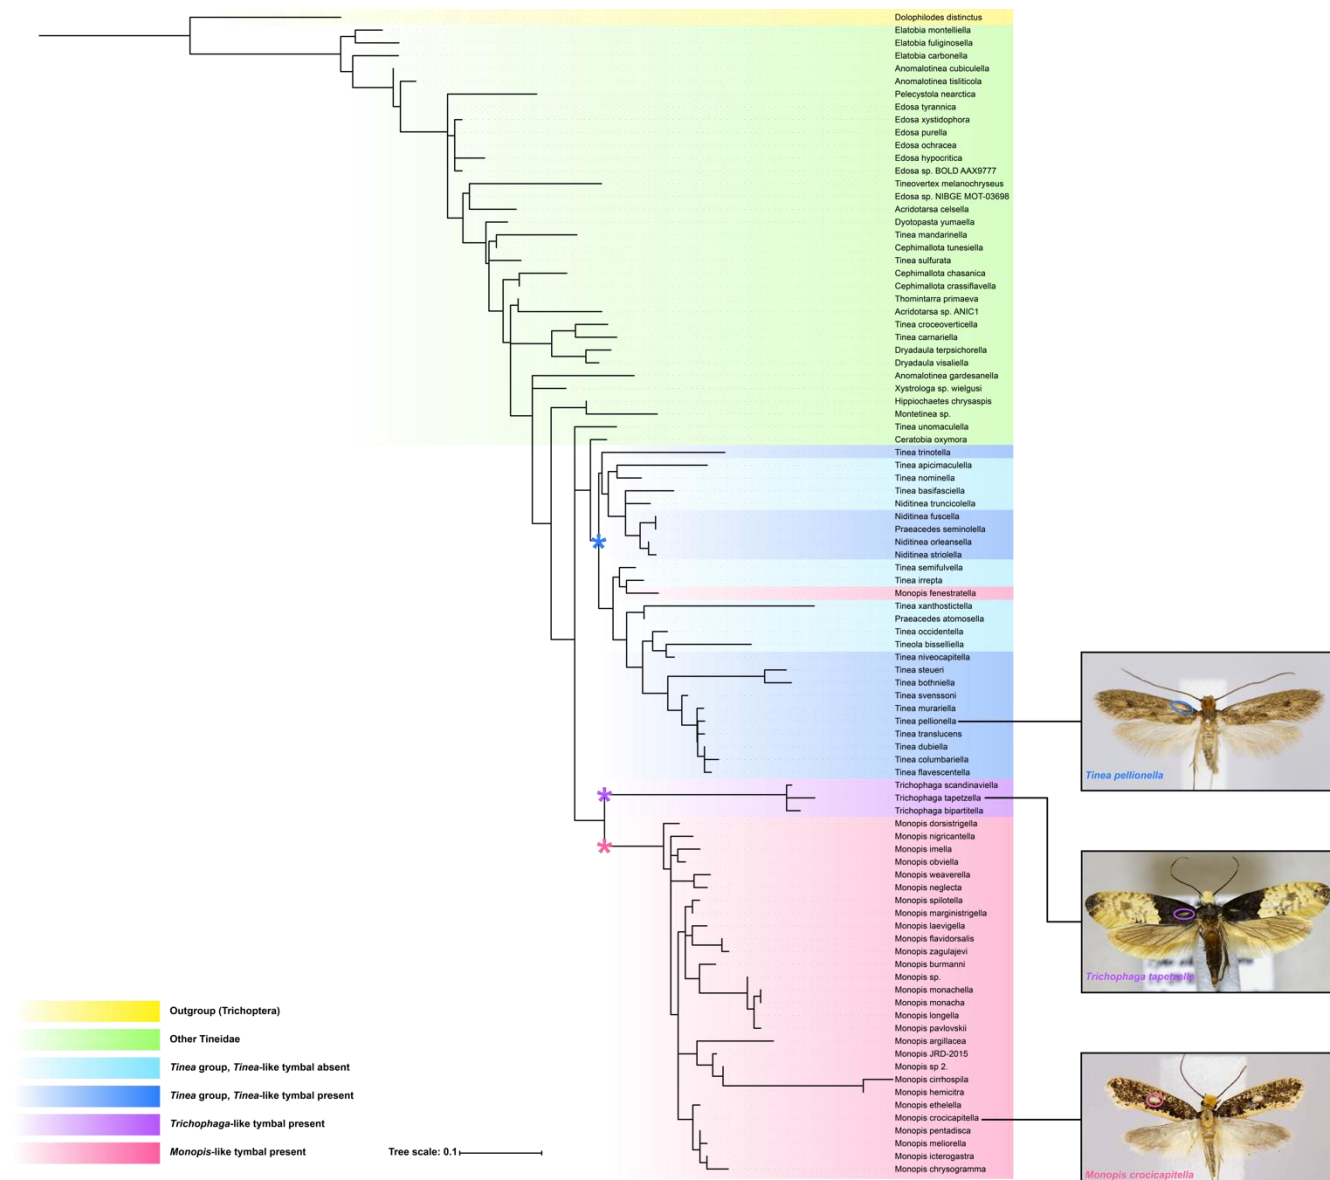 Dolophilodes distinctus
Elatobia montelliella
Elatobia fuliginosella
Elatobia carbonella
Anomalotinea cubiculella
Anomalotinea tisliticola
Pelecystola nearctica
Edosa tyrannica
Edosa xystidophora
Edosa purella
Edosa ochracea
Edosa hypocritica
Edosa sp. BOLD AAX9777
Tineovertex melanochryseus
Edosa sp. NIBGE MOT-03698
Acridotarsa celsella
Dyotopasta yumaella
Tinea mandarinella
Cephimallota tunesiella
Tinea sulfurata
Cephimallota chasanica
Cephimallota crassiflavella
Thomintarra primaeva
Acridotarsa sp. ANIC1
Tinea croceoverticella
Tinea carnariella
Dryadaula terpsichorella
Dryadaula visaliella
Anomalotinea gardesanella
Xystrologa sp. wielgusi
Hippiochaetes chrysaspis
Montetinea sp.
Tinea unomaculella
Ceratobia oxymora
Tinea trinotella
Tinea apicimaculella
Tinea nominella
Tinea basifasciella
Niditinea truncicolella
Niditinea fuscella
Praeacedes seminolella
Niditinea orleansella
Niditinea striolella
Tinea semifulvella
Tinea irrepta
Monopis fenestratella
Tinea xanthostictella
Praeacedes atomosella
Tinea occidentella
Tineola bisselliella
Tinea niveocapitella
Tinea steueri
Tinea bothniella
Tinea svenssoni
Tinea murariella
Tinea pellionella
Tinea translucens
Tinea dubiella
Tinea columbariella
Tinea flavescentella
Trichophaga scandinaviella
Trichophaga tapetzella
Trichophaga bipartitella
Monopis dorsistrigella
Monopis nigricantella
Monopis imella
Monopis obviella
Monopis weaverella
Monopis neglecta
Monopis spilotella
Monopis marginistrigella
Monopis laevigella
Monopis flavidorsalis
Monopis zagulajevi
Monopis burmanni
Monopis sp.
Monopis monachella
Monopis monacha
Monopis longella
Monopis pavlovskii
Monopis argillacea
Monopis JRD-2015
Monopis sp 2.
Monopis cirrhospila
Monopis hemicitra
Monopis ethelella
Monopis crocicapitella
Monopis pentadisca
Monopis meliorella
Monopis icterogastra
Monopis chrysogramma
Tinea pellionella
Trichophaga tapetzella
Monopis crocicapitella
Outgroup (Trichoptera)
Other Tineidae
Tinea group, Tinea-like tymbal absent
Tinea group, Tinea-like tymbal present
Trichophaga-like tymbal present
Monopis-like tymbal present
Tree scale: 0.1